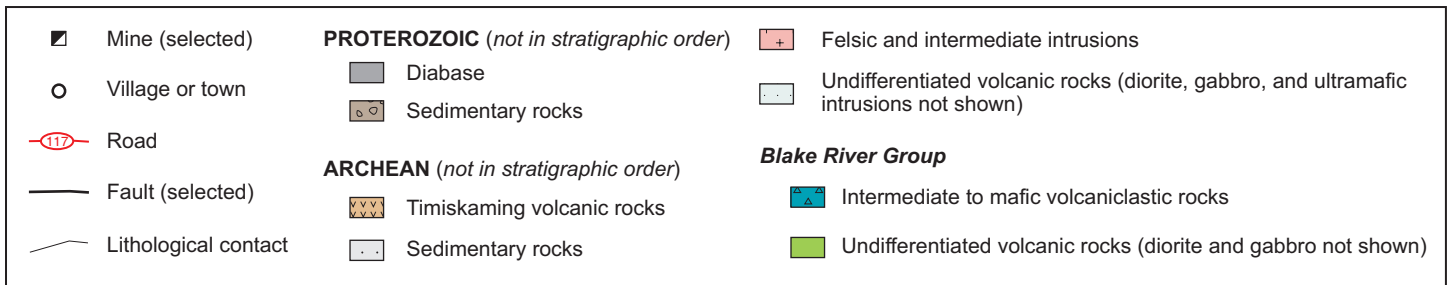 Mine (selected)
Village or town
117
Road
Fault (selected)
Lithological contact
PROTEROZOIC (not in stratigraphic order)
Diabase
Sedimentary rocks
ARCHEAN (not in stratigraphic order)
Timiskaming volcanic rocks
Sedimentary rocks
Felsic and intermediate intrusions
Undifferentiated volcanic rocks (diorite, gabbro, and ultramafic
intrusions not shown)
Blake River Group
Intermediate to mafic volcaniclastic rocks
Undifferentiated volcanic rocks (diorite and gabbro not shown)